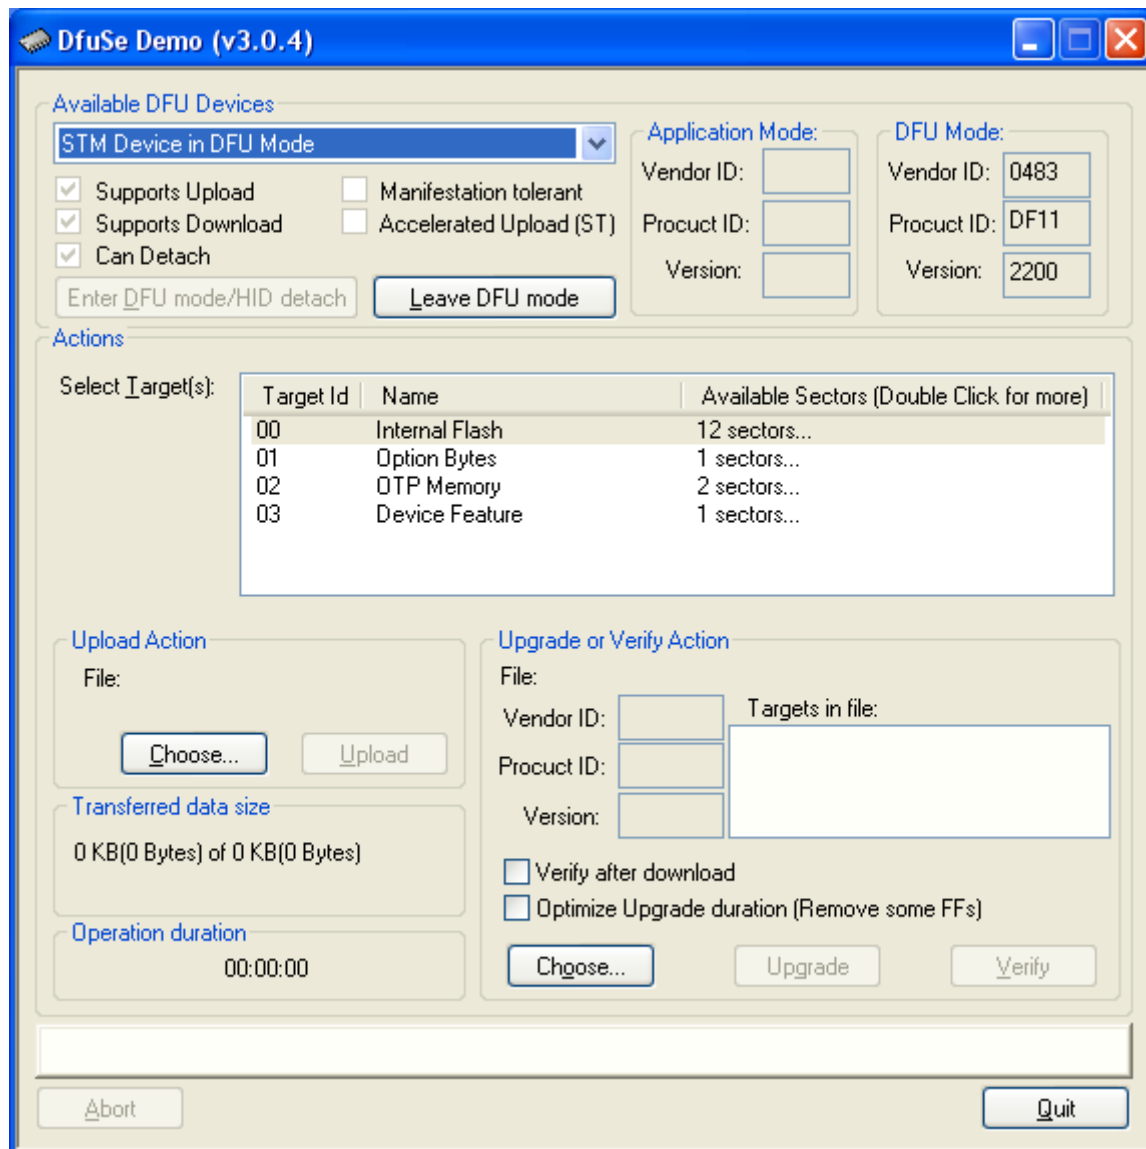 DfuSe Demo (v3.0.4)
Available DFU Devices
STM Device in DFU Mode
Supports Upload
Manifestation tolerant
Supports Download
Accelerated Upload (ST)
Can Detach
Enter DFU mode/HID detach
Leave DFU mode
Application Mode:
Vendor ID:
Procuct ID:
Version:
DFU Mode:
Vendor ID: 0483
Procuct ID: DF11
Version: 2200
Actions
Select Target(s):
Target Id Name Available Sectors (Double Click for more)
00 Internal Flash 12 sectors...
01 Option Bytes 1 sectors...
02 OTP Memory 2 sectors...
03 Device Feature 1 sectors...
Upload Action
File:
Choose...
Upload
Transferred data size
0 KB(0 Bytes) of 0 KB(0 Bytes)
Operation duration
00:00:00
Upgrade or Verify Action
File:
Vendor ID:
Procuct ID:
Version:
Targets in file:
Verify after download
Optimize Upgrade duration (Remove some FFs)
Choose...
Upgrade
Verify
Abort
Quit